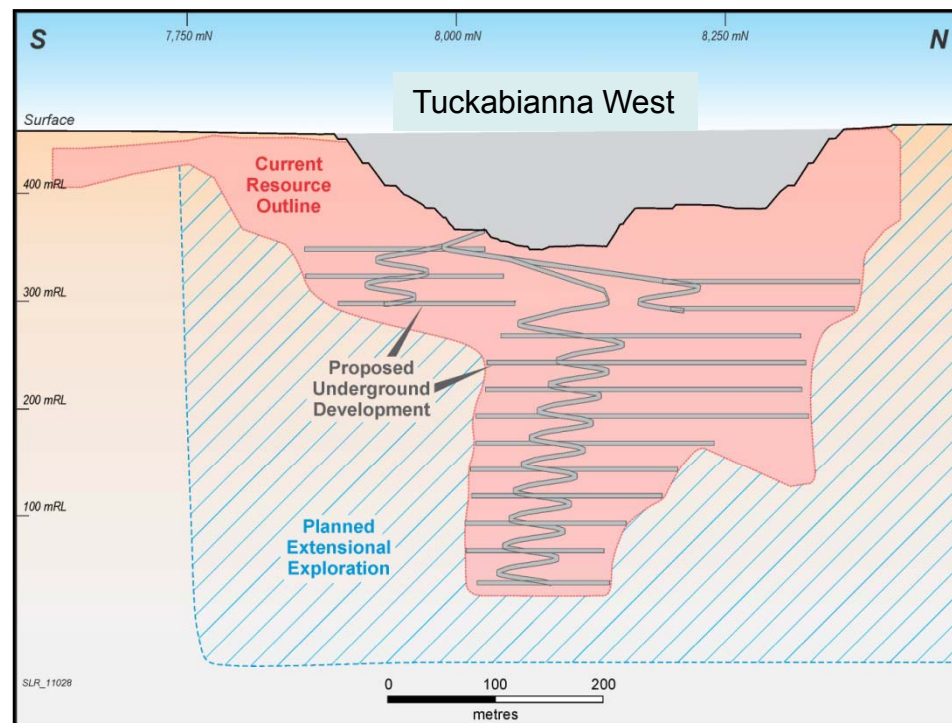 S
7,750 mN
8,000 mN
8,250 mN
N
Tuckabianna West
Surface
Current
Resource
Outline
400 mRL
300 mRL
Proposed
Underground
Development
200 mRL
100 mRL
Planned
Extensional
Exploration
SLR_11028
0
100
200
metres